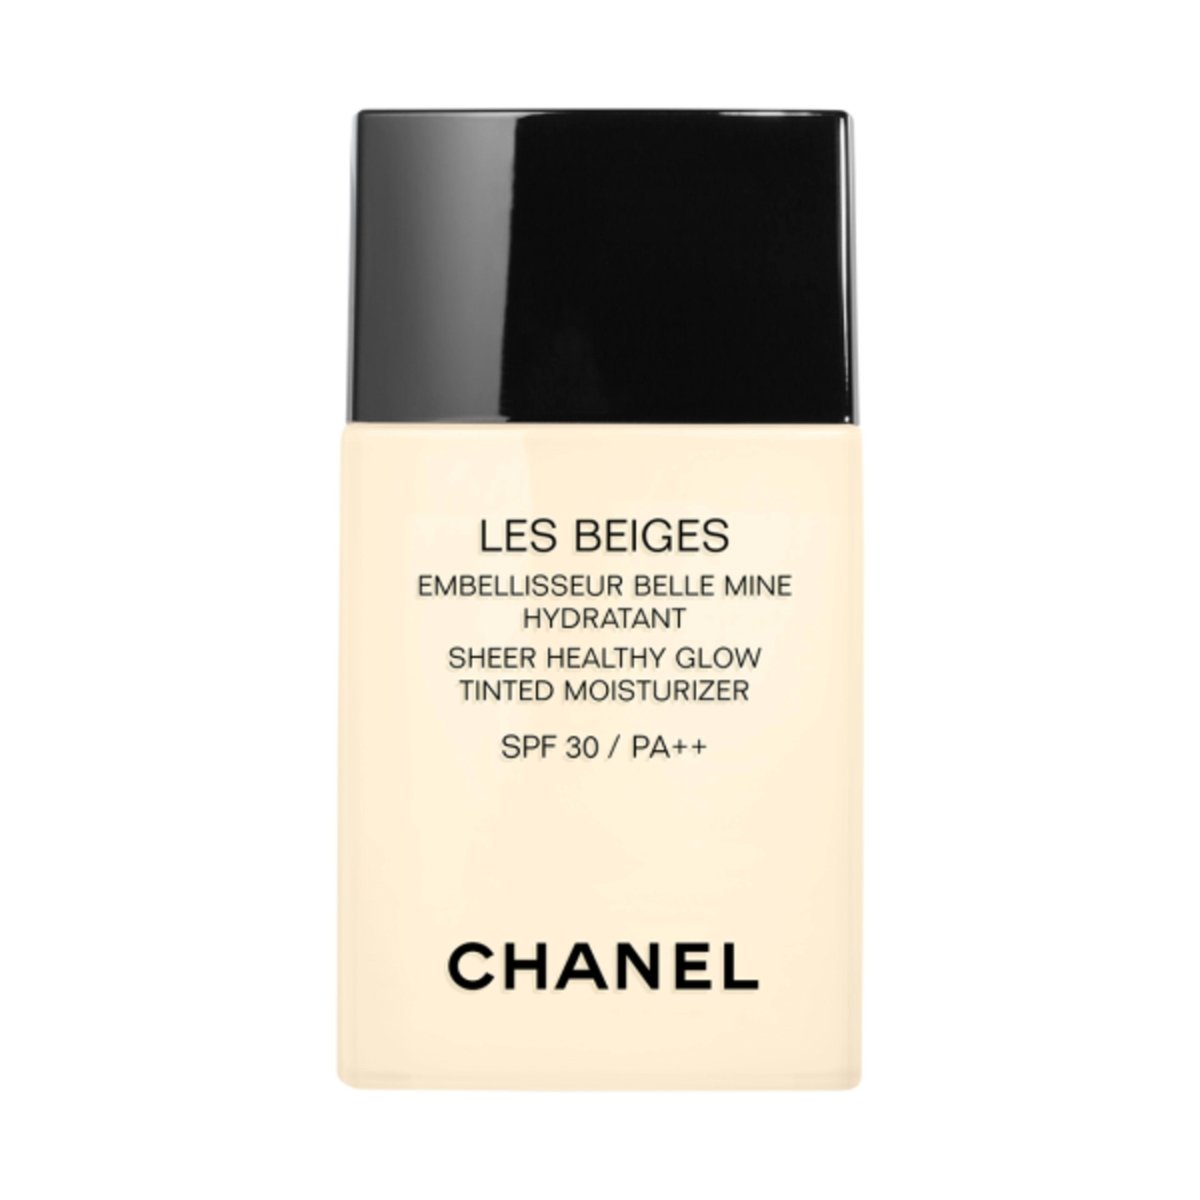 LES BEIGES
EMBELLISSEUR BELLE MINE
HYDRATANT
SHEER HEALTHY GLOW
TINTED MOISTURIZER
SPF 30 / PA++
CHANEL